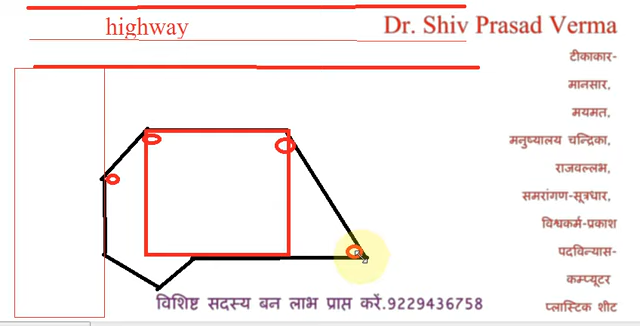 highway
Dr. Shiv Prasad Verma
टीकाकार-
मानसार,
मयमत,
मनुष्यालय चन्द्रिका,
राजवल्लभ,
समरांगण-सूत्रधार,
विश्वकर्म-प्रकाश
पदविन्यास-
कम्प्यूटर
प्लास्टिक शीट
विशिष्ट सदस्य बन लाभ प्राप्त करें.9229436758